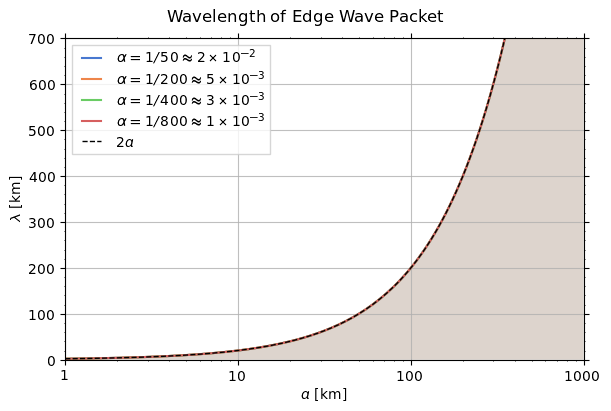 Wavelength of Edge Wave Packet
700
600
500
400
300
200
100
0
λ [km]
α = 1/50 ≈ 2 × 10⁻²
α = 1/200 ≈ 5 × 10⁻³
α = 1/400 ≈ 3 × 10⁻³
α = 1/800 ≈ 1 × 10⁻³
2a
1 10 100 1000
a [km]